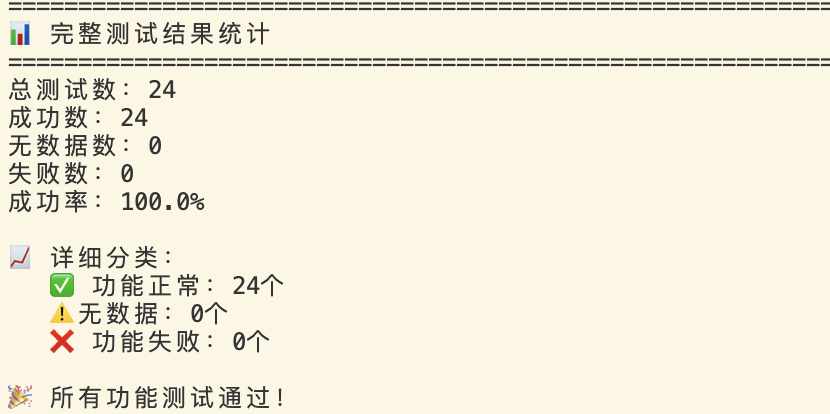 ============================================================
📊 完整测试结果统计
============================================================
总测试数: 24
成功数: 24
无数据数: 0
失败数: 0
成功率: 100.0%
📈 详细分类:
✅ 功能正常: 24个
⚠️无数据: 0个
❌ 功能失败: 0个
🎉 所有功能测试通过!